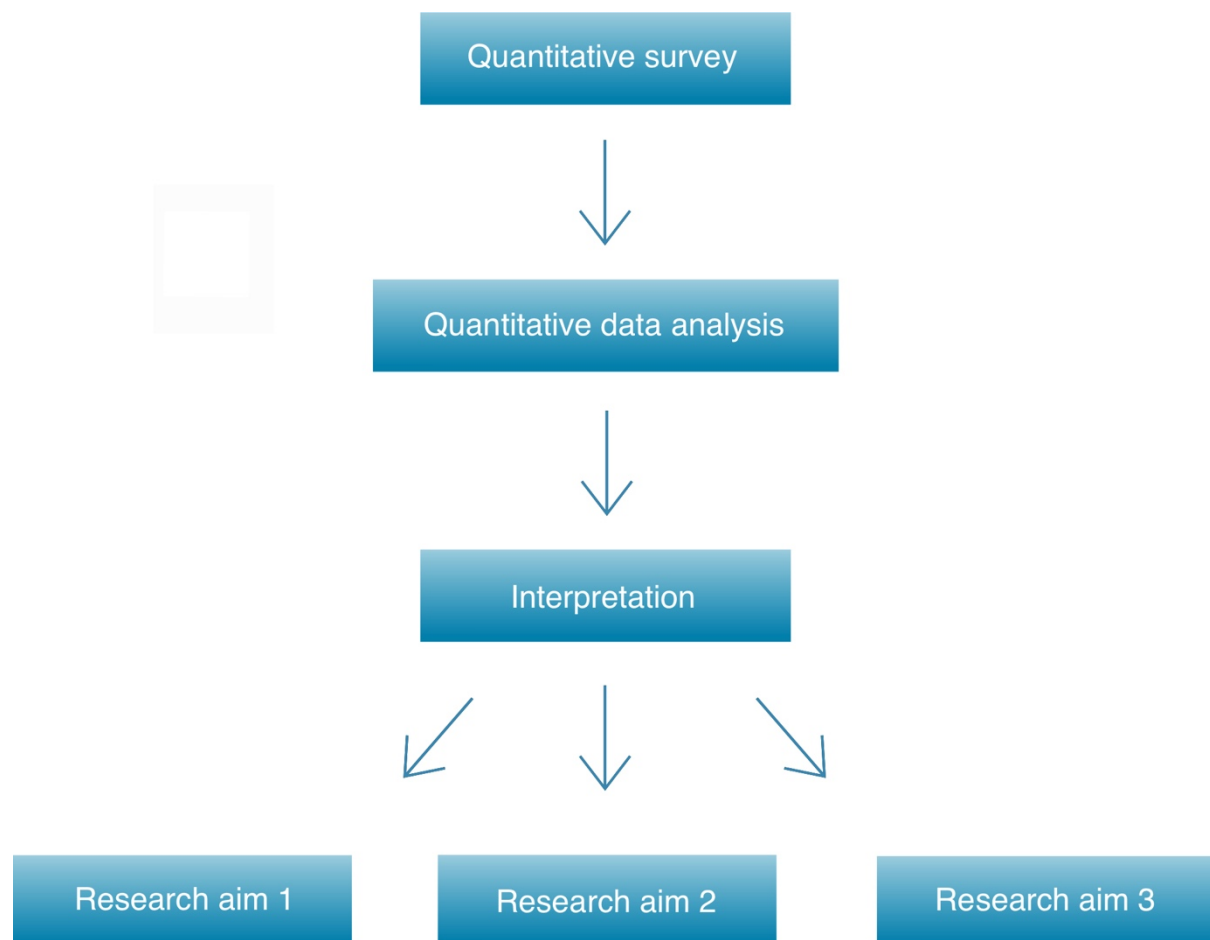 Quantitative survey
Quantitative data analysis
Interpretation
Research aim 1
Research aim 2
Research aim 3